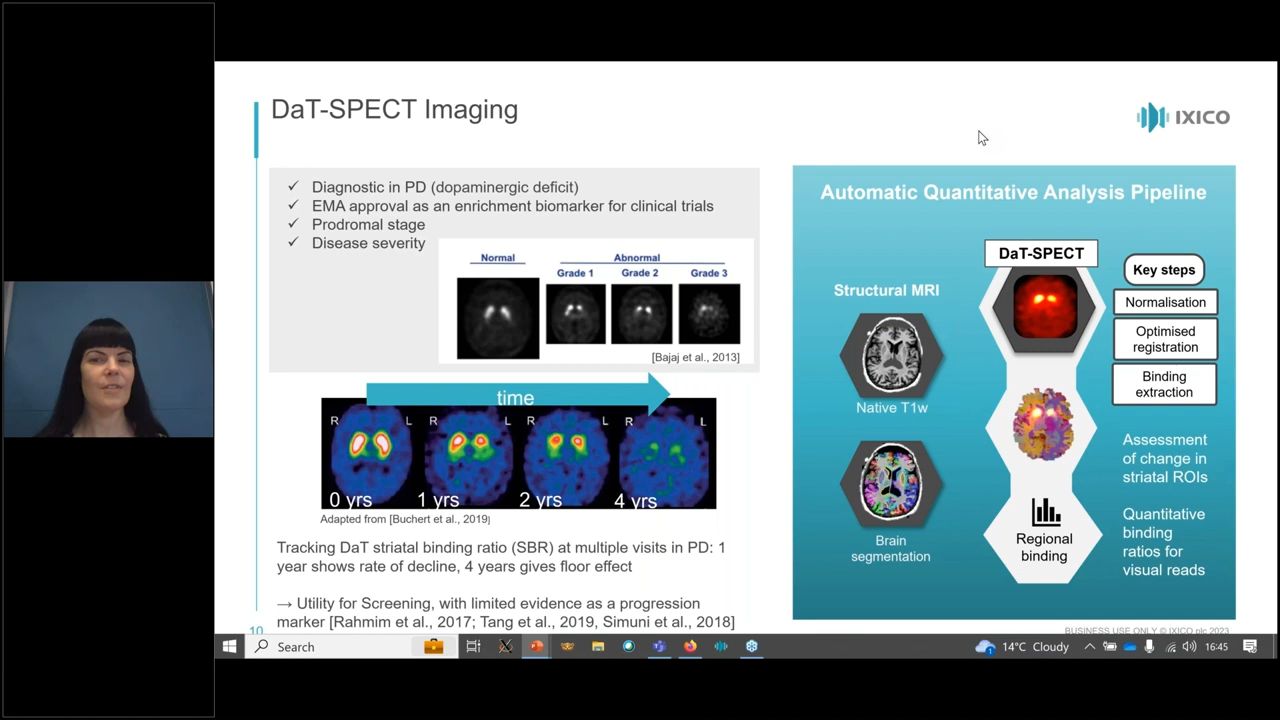 DaT-SPECT Imaging
IXICO
✓ Diagnostic in PD (dopaminergic deficit)
✓ EMA approval as an enrichment biomarker for clinical trials
✓ Prodromal stage
✓ Disease severity
Normal
Abnormal
Grade 1
Grade 2
Grade 3
[Bajaj et al., 2013]
time
R L R L R L R L
0 yrs 1 yrs 2 yrs 4 yrs
Adapted from [Buchert et al., 2019]
Tracking DaT striatal binding ratio (SBR) at multiple visits in PD: 1
year shows rate of decline, 4 years gives floor effect
→ Utility for Screening, with limited evidence as a progression
marker [Rahmim et al., 2017; Tang et al., 2019, Simuni et al., 2018]
Automatic Quantitative Analysis Pipeline
Structural MRI
Native T1w
Brain
segmentation
DaT-SPECT
Regional
binding
Key steps
Normalisation
Optimised
registration
Binding
extraction
Assessment
of change in
striatal ROIs
Quantitative
binding
ratios for
visual reads
10
BUSINESS USE ONLY © IXICO plc 2023
Search
1
14°C Cloudy
16:45